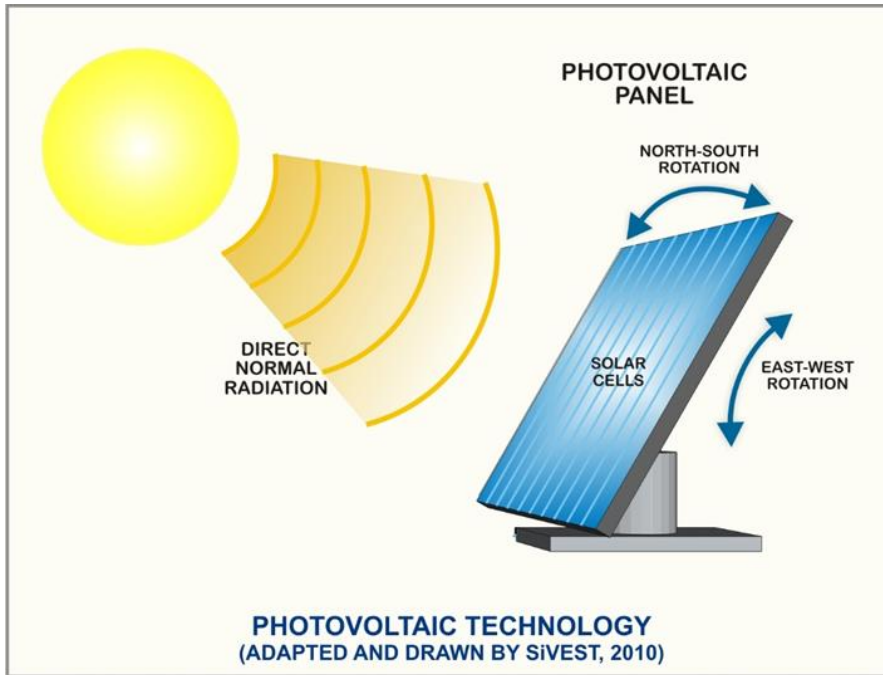 PHOTOVOLTAIC
PANEL
NORTH-SOUTH
ROTATION
DIRECT
NORMAL
RADIATION
SOLAR
CELLS
EAST-WEST
ROTATION
PHOTOVOLTAIC TECHNOLOGY
(ADAPTED AND DRAWN BY SiVEST, 2010)